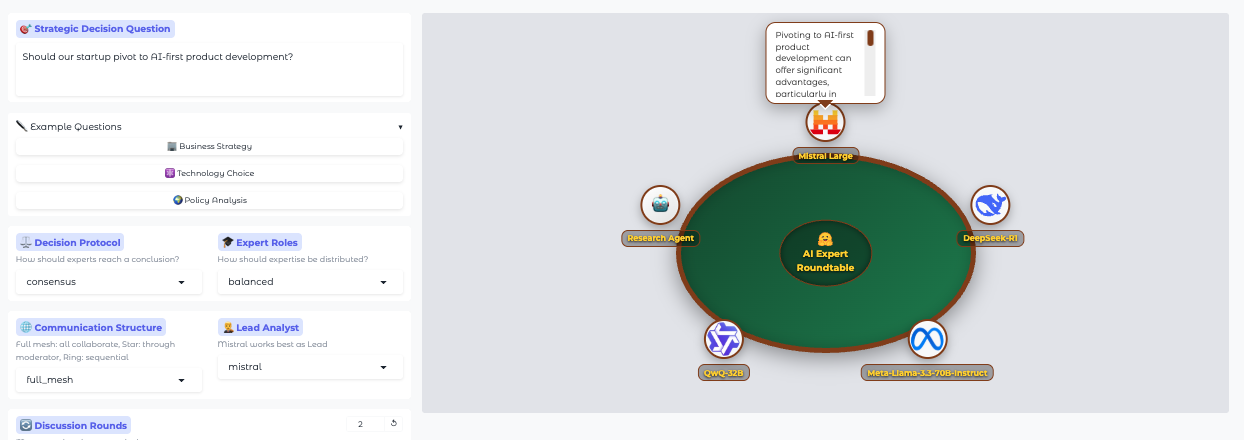 Strategic Decision Question
Should our startup pivot to AI-first product development?
Example Questions
Business Strategy
Technology Choice
Policy Analysis
Decision Protocol
How should experts reach a conclusion?
consensus
Expert Roles
How should expertise be distributed?
balanced
Communication Structure
Full mesh: all collaborate, Star: through
moderator, Ring: sequential
full_mesh
Lead Analyst
Mistral works best as Lead
mistral
Discussion Rounds
2
Pivoting to AI-first
product
development can
offer significant
advantages,
particularly in
Mistral Large
Research Agent
DeepSeek-R1
AI Expert
Roundtable
QwQ-32B
Meta-Llama-3.3-70B-Instruct